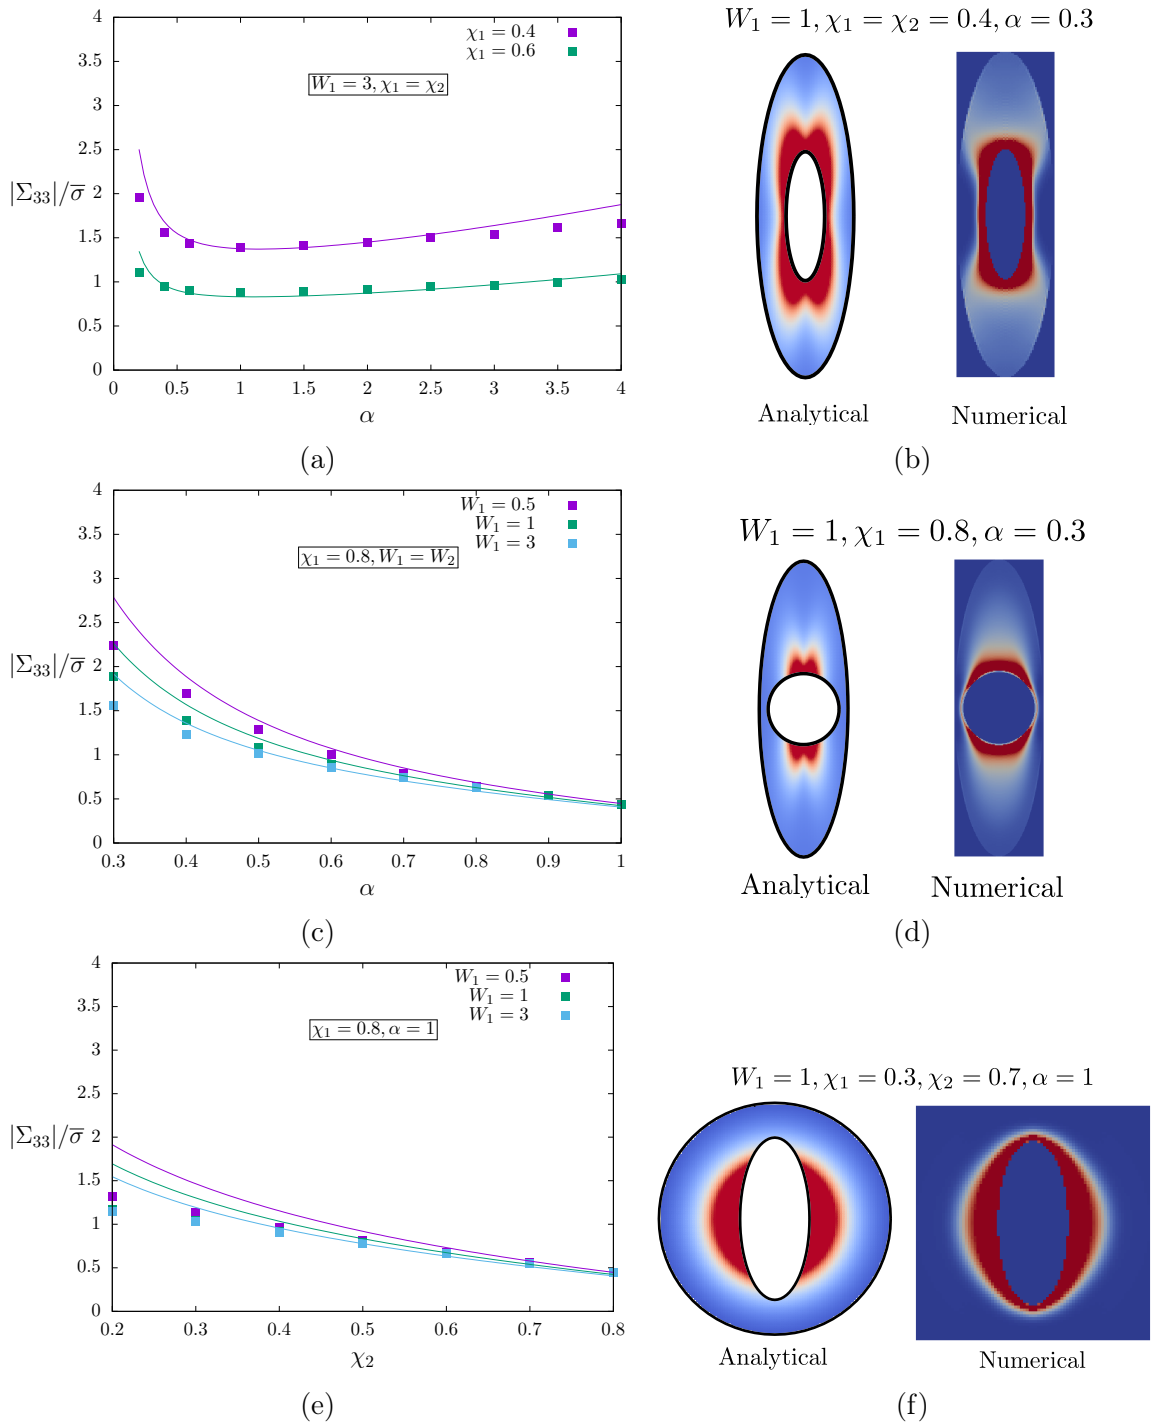 4
3.5
3
2.5
2
1.5
1
0.5
0
|Σ₃₃|/σ̅
χ₁ = 0.4
χ₁ = 0.6
W₁ = 3, χ₁ = χ₂
0 0.5 1 1.5 2 2.5 3 3.5 4
α
(a)
W₁ = 1, χ₁ = χ₂ = 0.4, α = 0.3
Analytical
Numerical
(b)
4
3.5
3
2.5
2
1.5
1
0.5
0
|Σ₃₃|/σ̅
W₁ = 0.5
W₁ = 1
W₁ = 3
χ₁ = 0.8, W₁ = W₂
0.3 0.4 0.5 0.6 0.7 0.8 0.9 1
α
(c)
W₁ = 1, χ₁ = 0.8, α = 0.3
Analytical
Numerical
(d)
4
3.5
3
2.5
2
1.5
1
0.5
0
|Σ₃₃|/σ̅
W₁ = 0.5
W₁ = 1
W₁ = 3
χ₁ = 0.8, α = 1
0.2 0.3 0.4 0.5 0.6 0.7 0.8
χ₂
(e)
W₁ = 1, χ₁ = 0.3, χ₂ = 0.7, α = 1
Analytical
Numerical
(f)